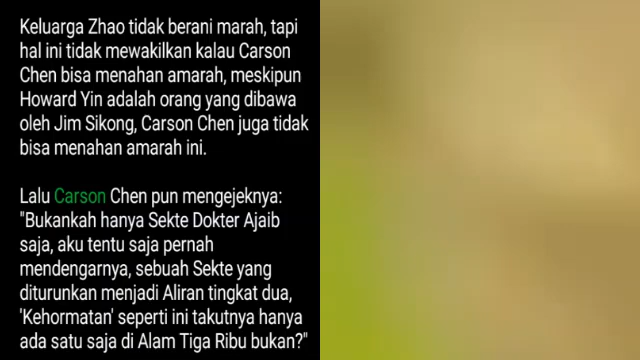 Keluarga Zhao tidak berani marah, tapi
hal ini tidak mewakilkan kalau Carson
Chen bisa menahan amarah, meskipun
Howard Yin adalah orang yang dibawa
oleh Jim Sikong, Carson Chen juga tidak
bisa menahan amarah ini.
Lalu Carson Chen pun mengejeknya:
"Bukankah hanya Sekte Dokter Ajaib
saja, aku tentu saja pernah
mendengarnya, sebuah Sekte yang
diturunkan menjadi Aliran tingkat dua,
'Kehormatan' seperti ini takutnya hanya
ada satu saja di Alam Tiga Ribu bukan?"